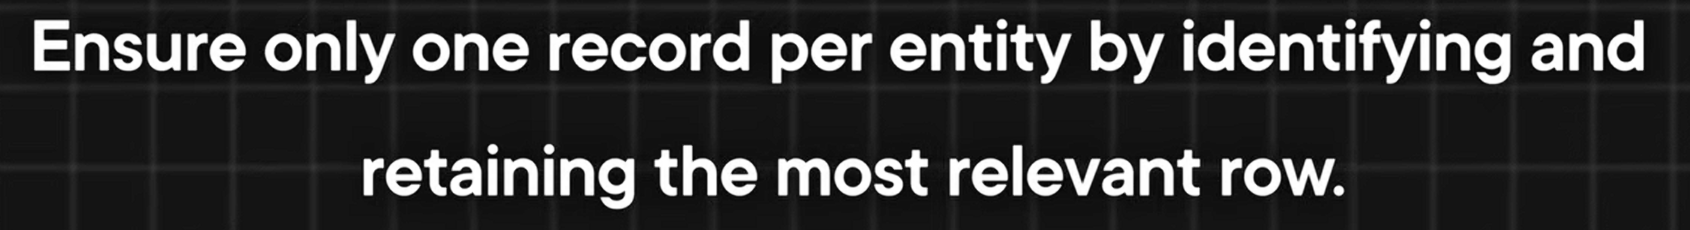 Ensure only one record per entity by identifying and
retaining the most relevant row.